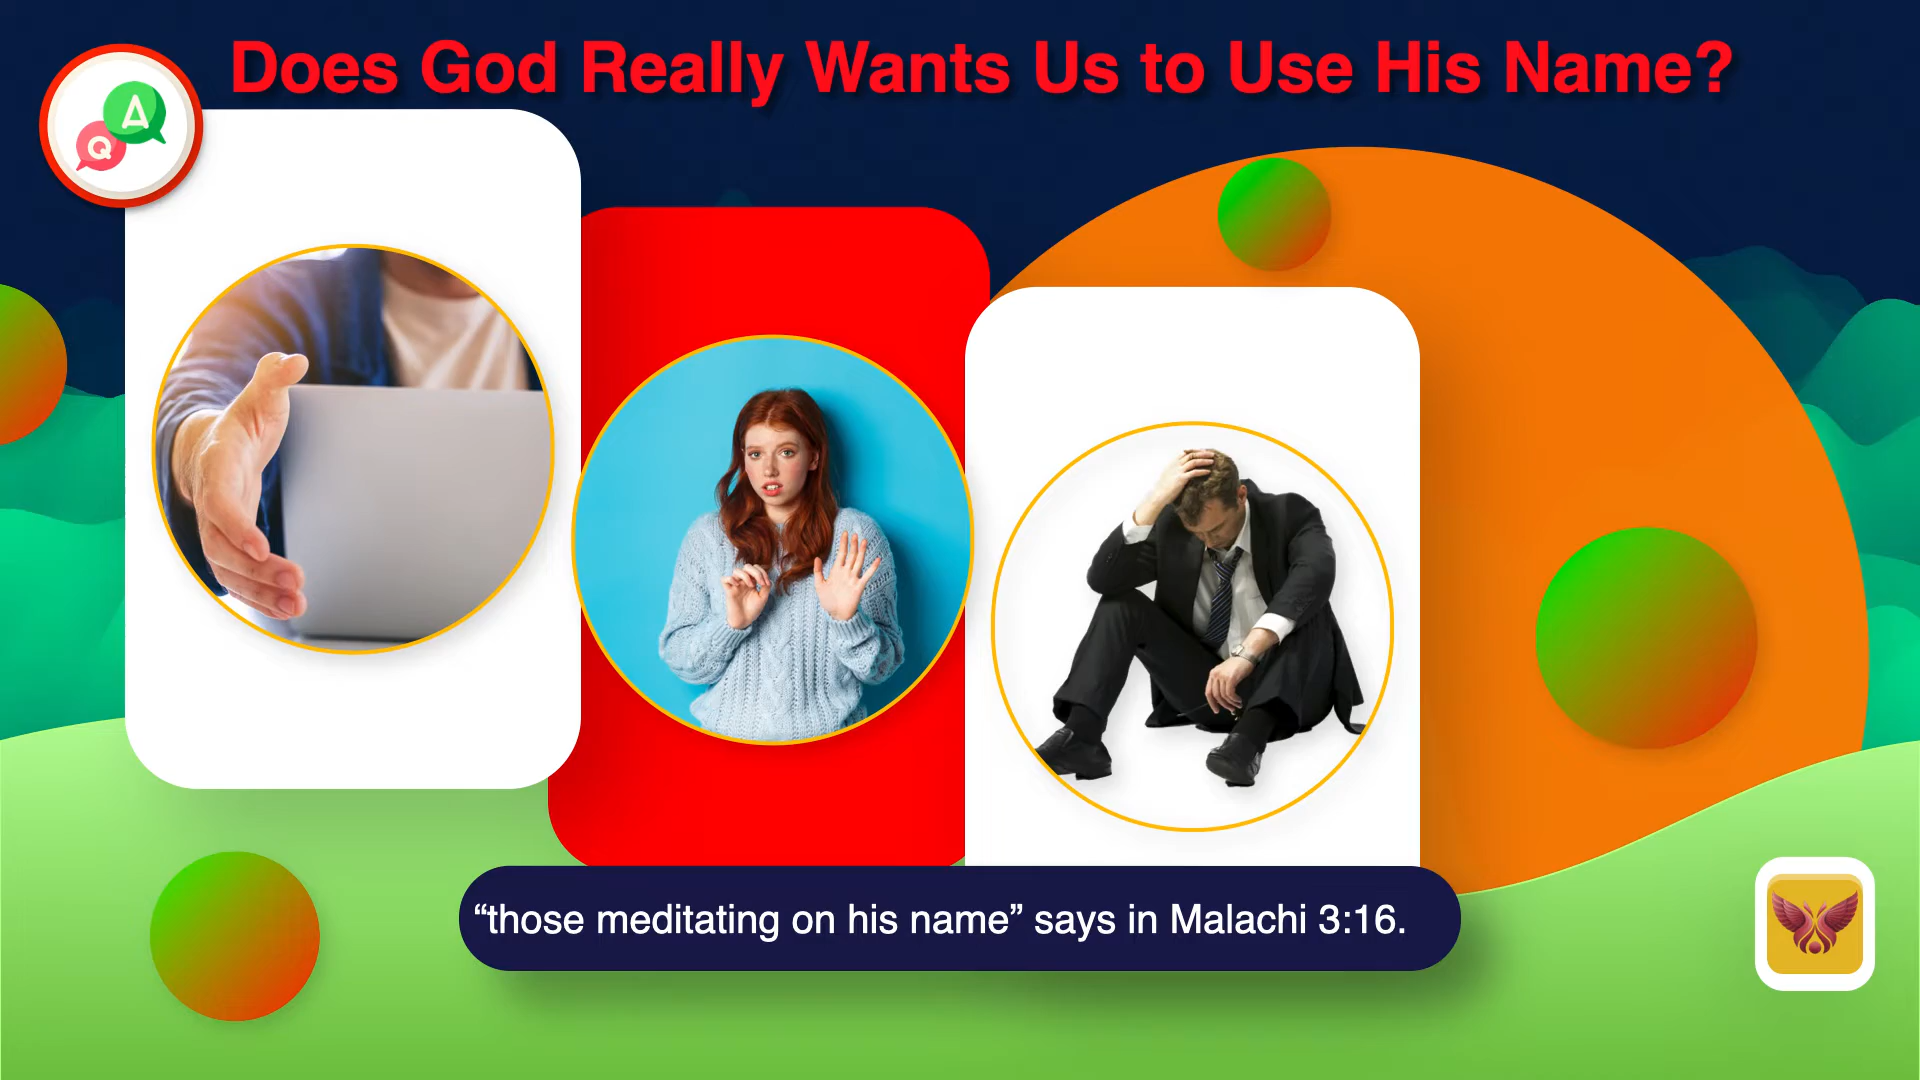 Does God Really Wants Us to Use His Name?
A
Q
“those meditating on his name” says in Malachi 3:16.